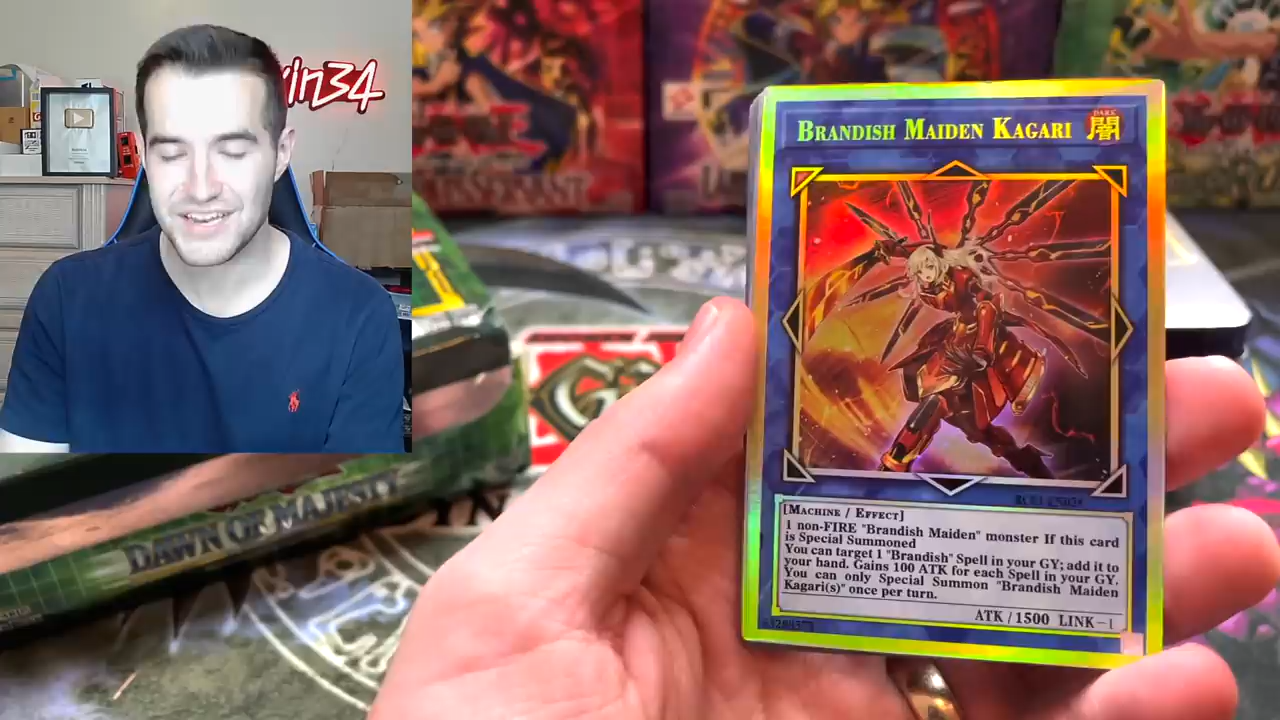 in34
BRANDISH MAIDEN KAGARI
DARK
闇
[MACHINE / EFFECT]
1 non-FIRE "Brandish Maiden" monster If this card
is Special Summoned
You can target 1 "Brandish" Spell in your GY; add it to
your hand. Gains 100 ATK for each Spell in your GY.
You can only Special Summon "Brandish Maiden
Kagari(s)" once per turn.
ATK / 1500 LINK-1
DAWN OF MAJESTY